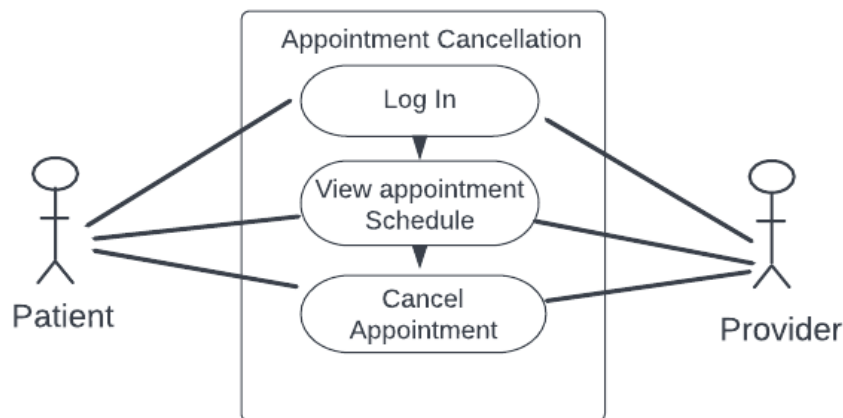 Appointment Cancellation
Log In
View appointment
Schedule
Cancel
Appointment
Patient
Provider